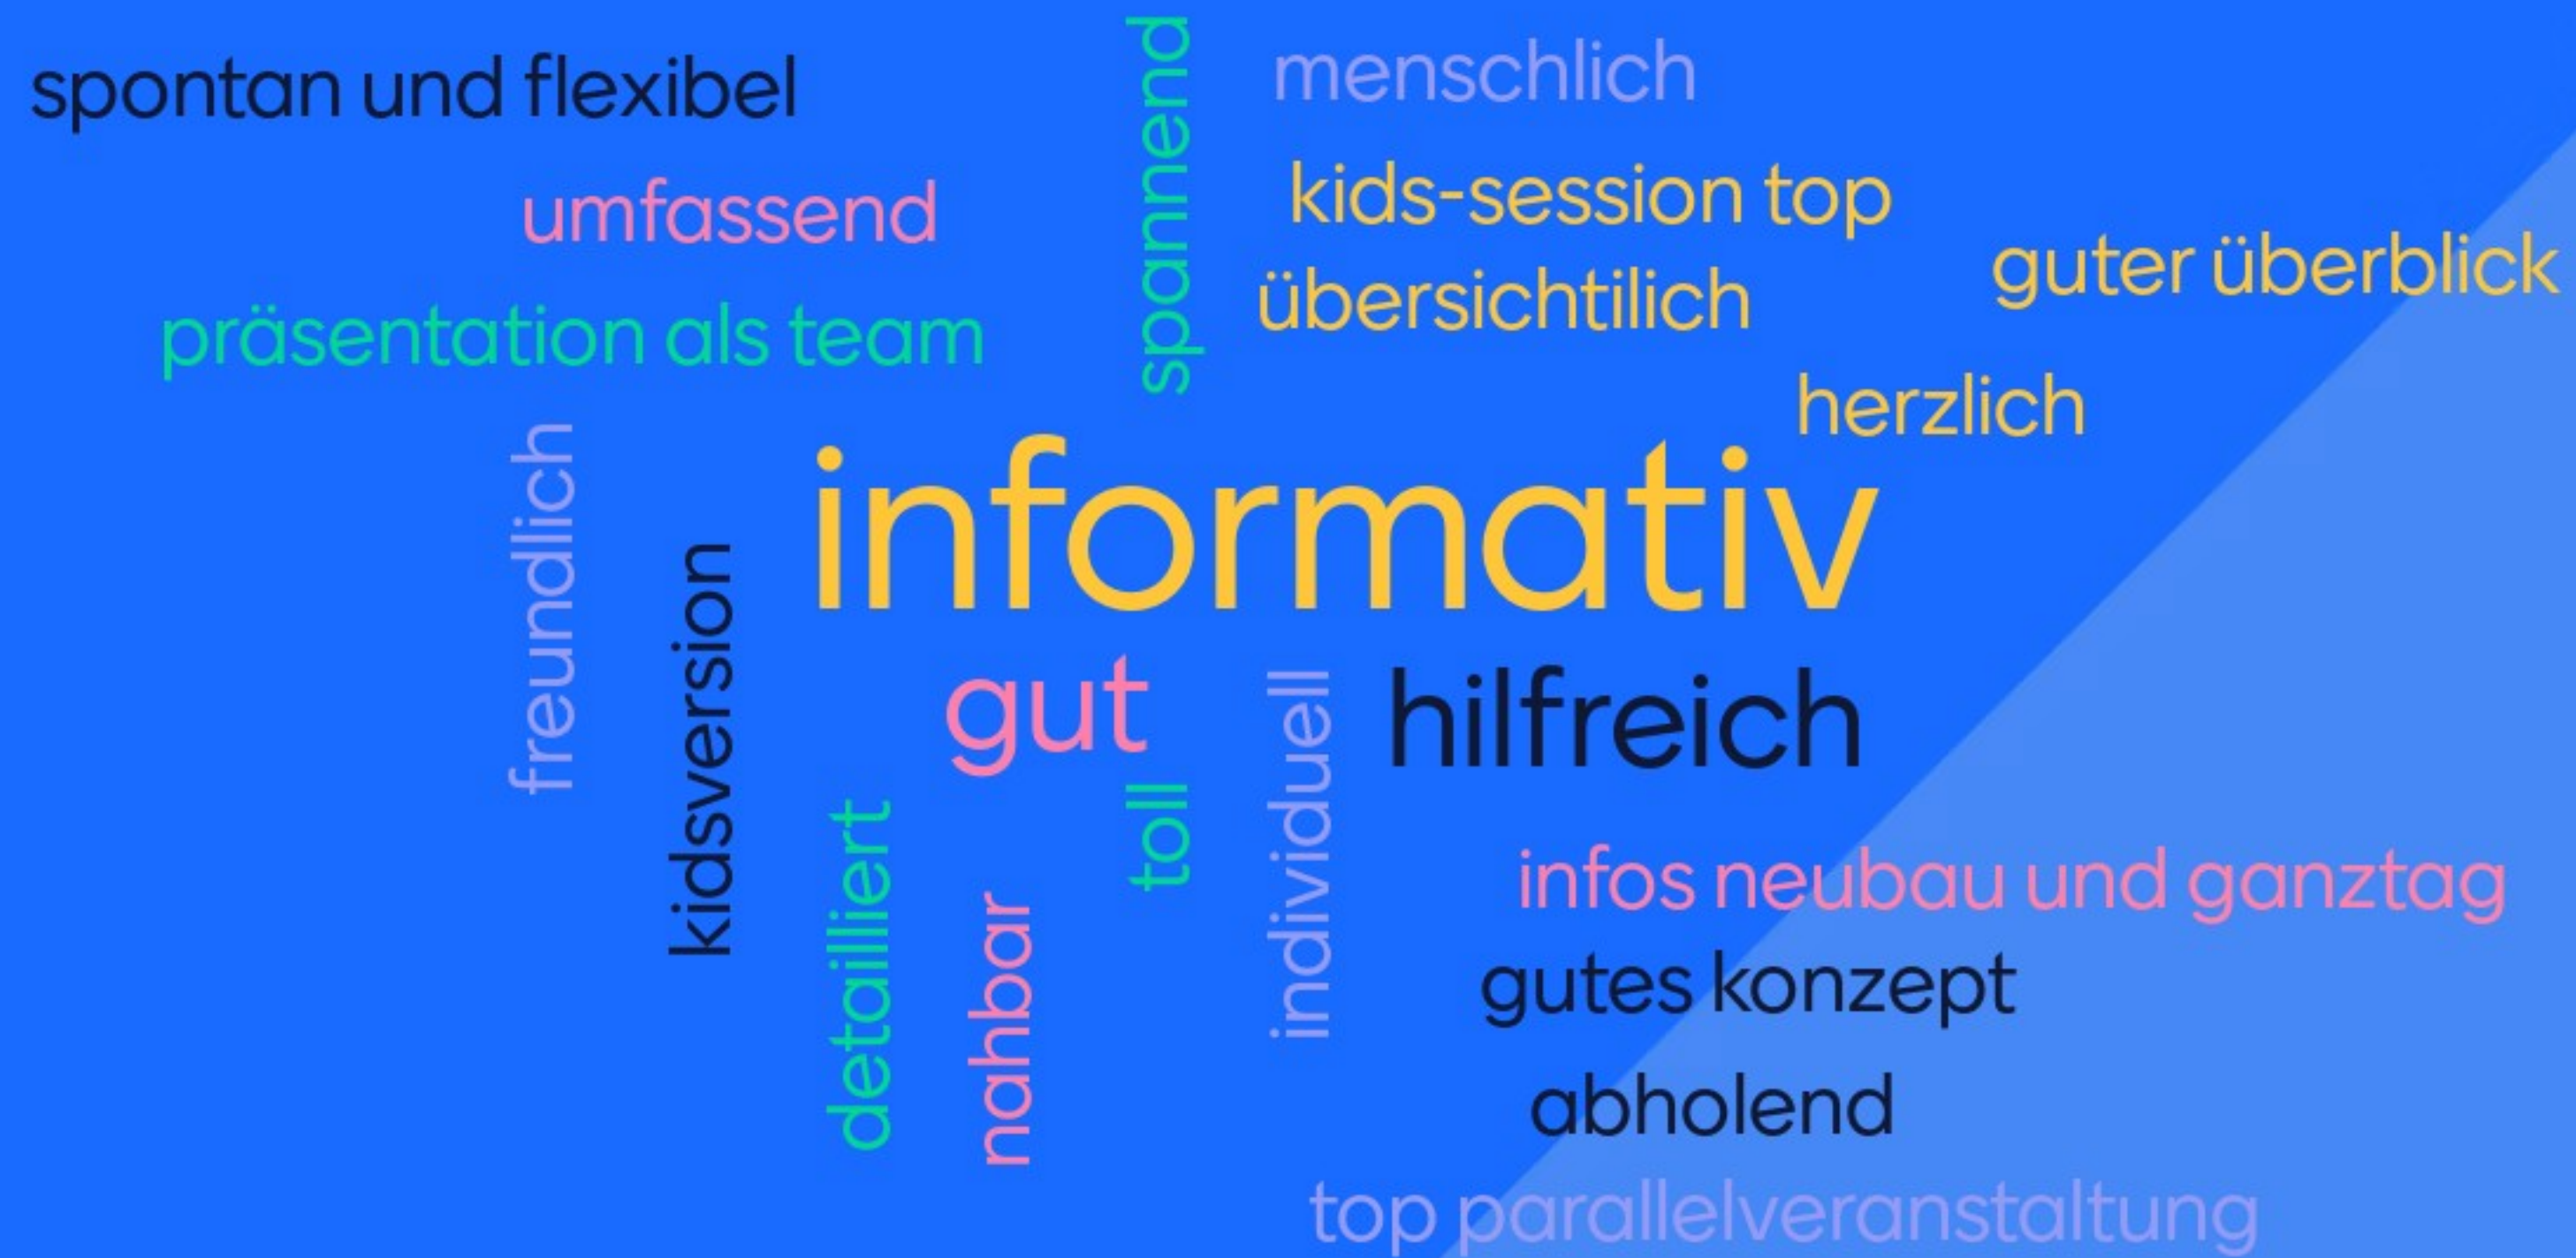 spontan und flexibel
spannend
menschlich
umfassend
kids-session top
guter überblick
präsentation als team
übersichtilich
herzlich
freundlich
informativ
kidsversion
gut
hilfreich
toll
individuell
detailliert
nahbar
infos neubau und ganztag
gutes konzept
abholend
top parallelveranstaltung